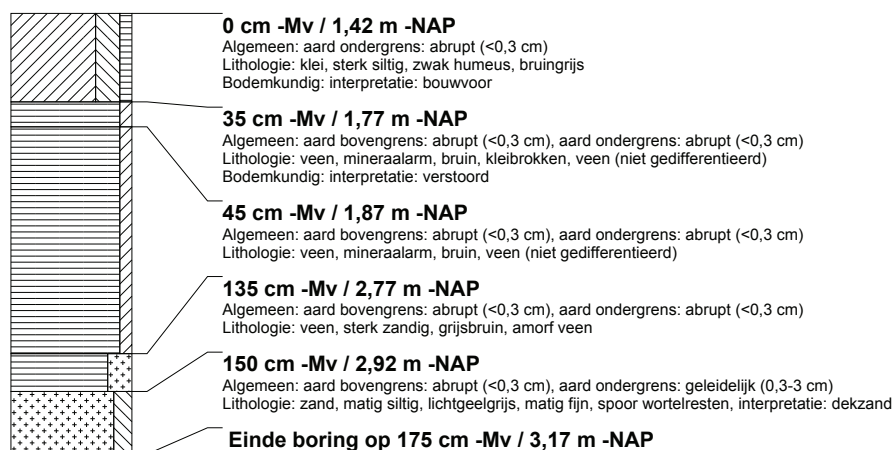 0 cm -Mv / 1,42 m -NAP
Algemeen: aard ondergrens: abrupt (<0,3 cm)
Lithologie: klei, sterk siltig, zwak humeus, bruingrijs
Bodemkundig: interpretatie: bouwvoor
35 cm -Mv / 1,77 m -NAP
Algemeen: aard bovengrens: abrupt (<0,3 cm), aard ondergrens: abrupt (<0,3 cm)
Lithologie: veen, mineraalarm, bruin, kleibrokken, veen (niet gedifferentieerd)
Bodemkundig: interpretatie: verstoord
45 cm -Mv / 1,87 m -NAP
Algemeen: aard bovengrens: abrupt (<0,3 cm), aard ondergrens: abrupt (<0,3 cm)
Lithologie: veen, mineraalarm, bruin, veen (niet gedifferentieerd)
135 cm -Mv / 2,77 m -NAP
Algemeen: aard bovengrens: abrupt (<0,3 cm), aard ondergrens: abrupt (<0,3 cm)
Lithologie: veen, sterk zandig, grijsbruin, amorf veen
150 cm -Mv / 2,92 m -NAP
Algemeen: aard bovengrens: abrupt (<0,3 cm), aard ondergrens: geleidelijk (0,3-3 cm)
Lithologie: zand, matig siltig, lichtgeelgrijs, matig fijn, spoor wortelresten, interpretatie: dekzand
Einde boring op 175 cm -Mv / 3,17 m -NAP